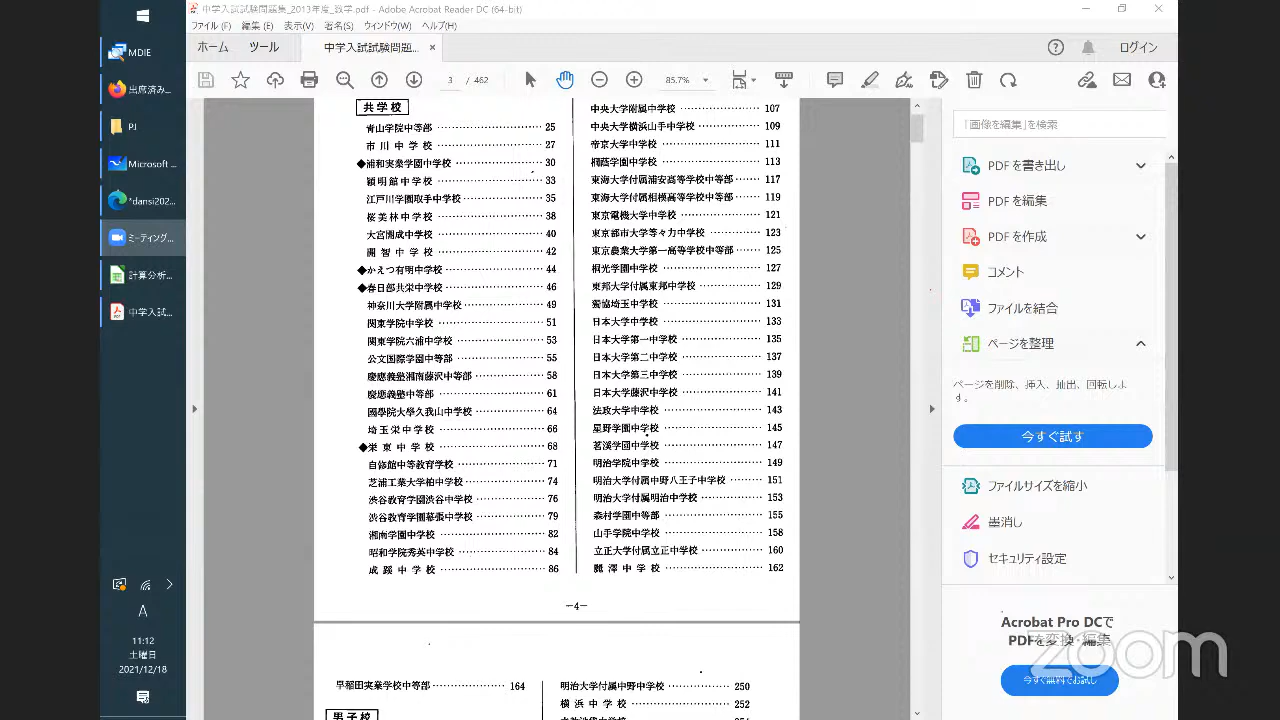 中学入試試験問題集_2013年度_数学.pdf - Adobe Acrobat Reader DC (64-bit)
ファイル(F) 編集(E) 表示(V) 署名(S) ウィンドウ(W) ヘルプ(H)
ホーム ツール 中学入試試験問題... × ログイン
3 / 462 85.7%
MDIE
出席済み...
PJ
Microsoft ...
*dansi202...
ミーティング...
計算分析...
中学入試...
A
11:12
土曜日
2021/12/18
共学校
青山学院中等部 25
市川中学校 27
◆浦和実業学園中学校 30
穎明館中学校 33
江戸川学園取手中学校 35
桜美林中学校 38
大宮開成中学校 40
開智中学校 42
◆かえつ有明中学校 44
◆春日部共栄中学校 46
神奈川大学附属中学校 49
関東学院中学校 51
関東学院六浦中学校 53
公文国際学園中等部 55
慶應義塾湘南藤沢中等部 58
慶應義塾中等部 61
國學院大學久我山中学校 64
埼玉栄中学校 66
◆栄東中学校 68
自修館中等教育学校 71
芝浦工業大学柏中学校 74
渋谷教育学園渋谷中学校 76
渋谷教育学園幕張中学校 79
湘南学園中学校 82
昭和学院秀英中学校 84
成蹊中学校 86
中央大学附属中学校 107
中央大学横浜山手中学校 109
帝京大学中学校 111
桐蔭学園中学校 113
東海大学付属浦安高等学校中等部 117
東海大学付属相模高等学校中等部 119
東京電機大学中学校 121
東京都市大学等々力中学校 123
東京農業大学第一高等学校中等部 125
桐光学園中学校 127
東邦大学付属東邦中学校 129
獨協埼玉中学校 131
日本大学中学校 133
日本大学第一中学校 135
日本大学第二中学校 137
日本大学第三中学校 139
日本大学藤沢中学校 141
法政大学中学校 143
星野学園中学校 145
茗溪学園中学校 147
明治学院中学校 149
明治大学付属中野八王子中学校 151
明治大学付属明治中学校 153
森村学園中等部 155
山手学院中学校 158
立正大学付属立正中学校 160
麗澤中学校 162
—4—
早稲田実業学校中等部 164
男子校
明治大学付属中野中学校 250
横浜中学校 252
「画像を編集」を検索
PDF を書き出し
PDF を編集
PDF を作成
コメント
ファイルを結合
ページを整理
ページを削除、挿入、抽出、回転しま
す。
今すぐ試す
ファイルサイズを縮小
墨消し
セキュリティ設定
Acrobat Pro DCで
PDFを変換・編集
今すぐ無料でお試し
zoom